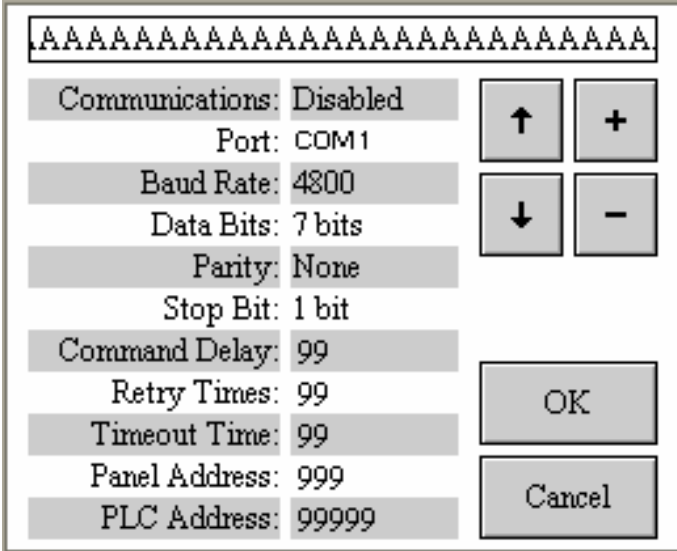 AAAAAAAAAAAAAAAAAAAAAAAAAA
Communications: Disabled
Port: COM1
Baud Rate: 4800
Data Bits: 7 bits
Parity: None
Stop Bit: 1 bit
Command Delay: 99
Retry Times: 99
Timeout Time: 99
Panel Address: 999
PLC Address: 99999
↑ +
↓ −
OK
Cancel